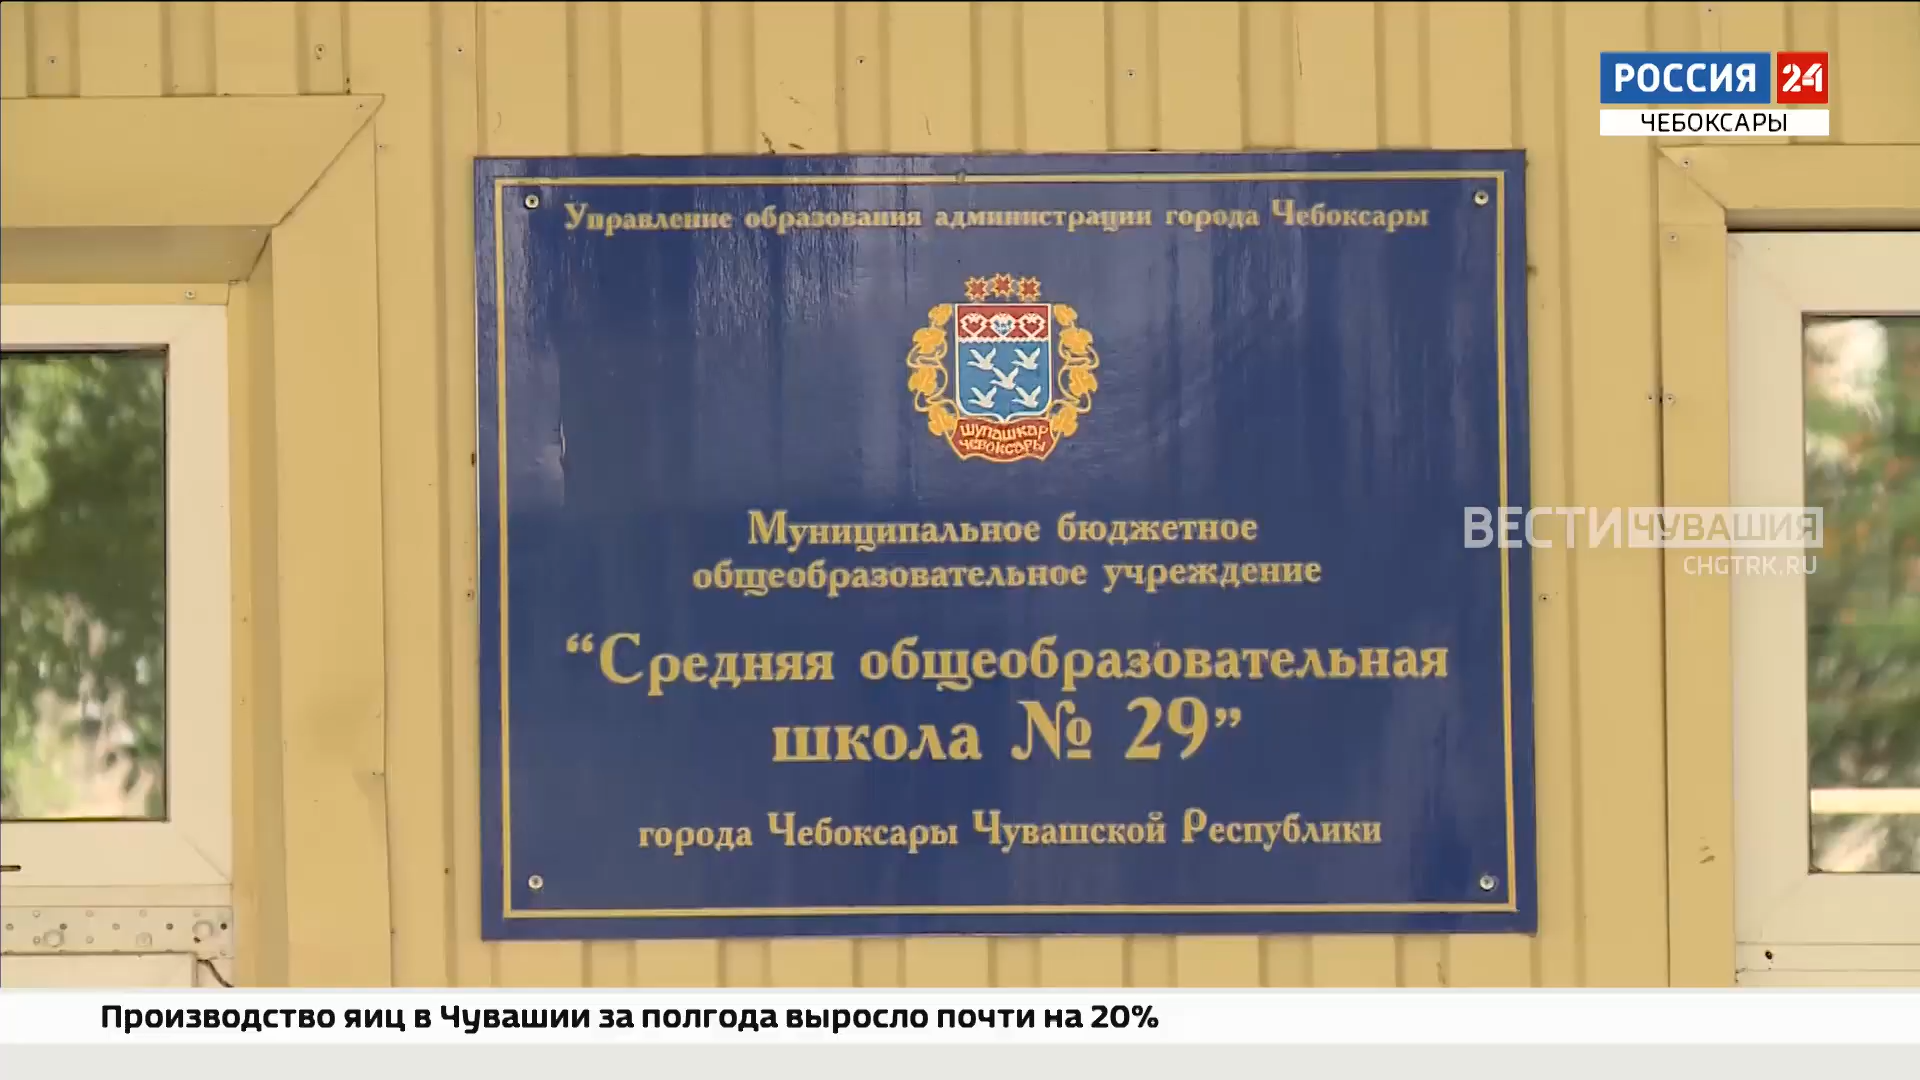 РОССИЯ 24
ЧЕБОКСАРЫ
Управление образования администрации города Чебоксары
ШУПАШКАР
ЧЕБОКСАРЫ
Муниципальное бюджетное
общеобразовательное учреждение
“Средняя общеобразовательная
школа № 29”
города Чебоксары Чувашской Республики
ВЕСТИ ЧУВАШИЯ
CHGTRK.RU
Производство яиц в Чувашии за полгода выросло почти на 20%